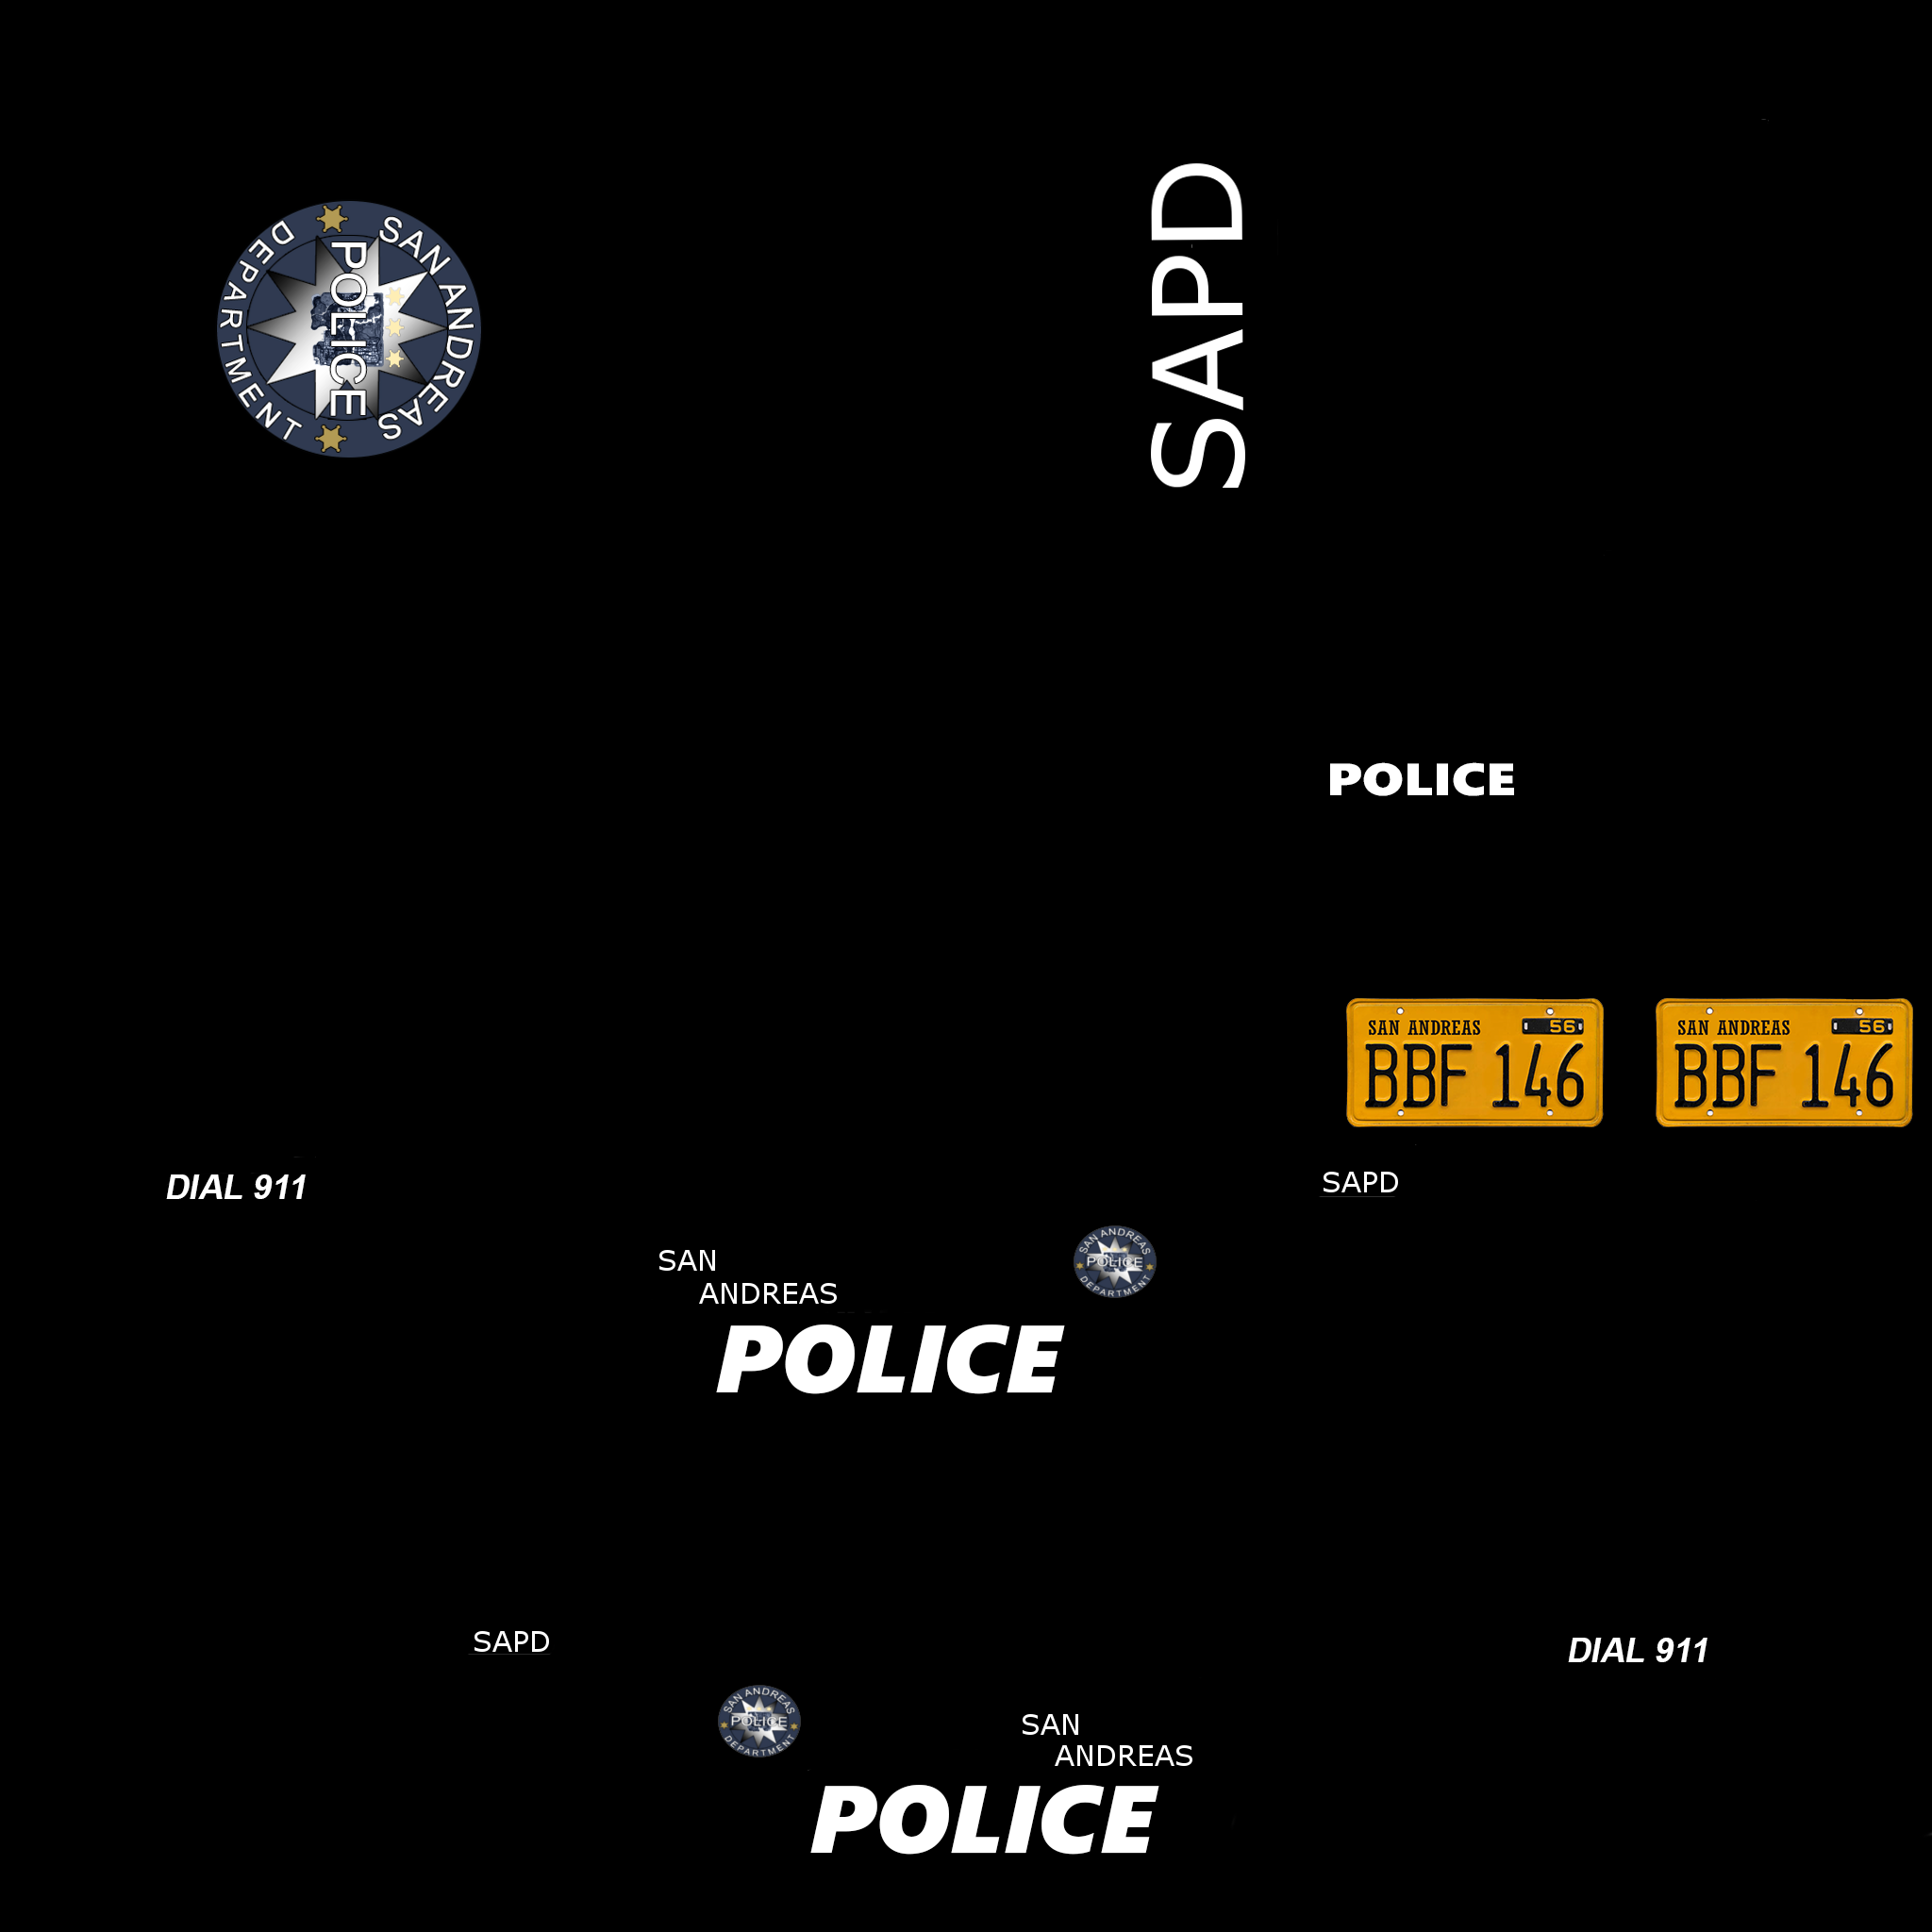 SAN ANDREAS
POLICE
DEPARTMENT
SAPD
POLICE
SAN ANDREAS 56
BBF 146
SAN ANDREAS 56
BBF 146
DIAL 911
SAPD
SAN
ANDREAS
SAN ANDREAS
POLICE
DEPARTMENT
POLICE
SAPD
DIAL 911
SAN ANDREAS
POLICE
DEPARTMENT
SAN
ANDREAS
POLICE